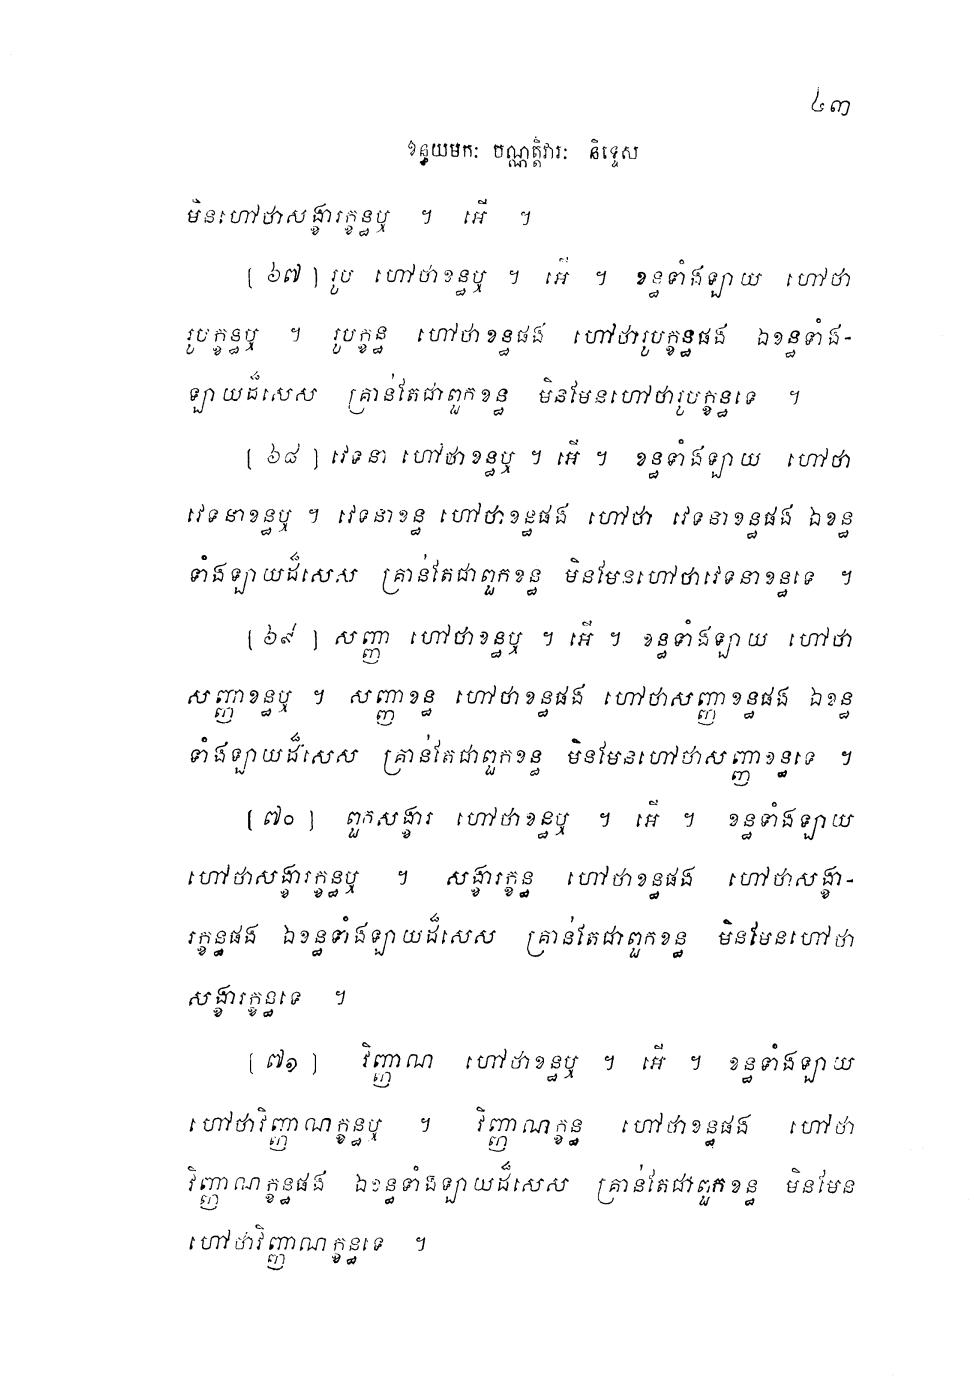 ៤៣
ខន្ធយមកៈ បណ្ណត្តិវារៈ និទ្ទេស
មិនហៅថាសង្ខារក្ខន្ធឬ ។ អើ ។
[ ៦៧ ] រូប ហៅថាខន្ធឬ ។ អើ ។ ខន្ធទាំងឡាយ ហៅថា
រូបក្ខន្ធឬ ។ រូបក្ខន្ធ ហៅថាខន្ធផង ហៅថារូបក្ខន្ធផង ឯខន្ធទាំង-
ឡាយដ៏សេស គ្រាន់តែជាពួកខន្ធ មិនមែនហៅថារូបក្ខន្ធទេ ។
[ ៦៨ ] វេទនា ហៅថាខន្ធឬ ។ អើ ។ ខន្ធទាំងឡាយ ហៅថា
វេទនាខន្ធឬ ។ វេទនាខន្ធ ហៅថាខន្ធផង ហៅថា វេទនាខន្ធផង ឯខន្ធ
ទាំងឡាយដ៏សេស គ្រាន់តែជាពួកខន្ធ មិនមែនហៅថាវេទនាខន្ធទេ ។
[ ៦៩ ] សញ្ញា ហៅថាខន្ធឬ ។ អើ ។ ខន្ធទាំងឡាយ ហៅថា
សញ្ញាខន្ធឬ ។ សញ្ញាខន្ធ ហៅថាខន្ធផង ហៅថាសញ្ញាខន្ធផង ឯខន្ធ
ទាំងឡាយដ៏សេស គ្រាន់តែជាពួកខន្ធ មិនមែនហៅថាសញ្ញាខន្ធទេ ។
[ ៧០ ] ពួកសង្ខារ ហៅថាខន្ធឬ ។ អើ ។ ខន្ធទាំងឡាយ
ហៅថាសង្ខារក្ខន្ធឬ ។ សង្ខារក្ខន្ធ ហៅថាខន្ធផង ហៅថាសង្ខា-
រក្ខន្ធផង ឯខន្ធទាំងឡាយដ៏សេស គ្រាន់តែជាពួកខន្ធ មិនមែនហៅថា
សង្ខារក្ខន្ធទេ ។
[ ៧១ ] វិញ្ញាណ ហៅថាខន្ធឬ ។ អើ ។ ខន្ធទាំងឡាយ
ហៅថាវិញ្ញាណក្ខន្ធឬ ។ វិញ្ញាណក្ខន្ធ ហៅថាខន្ធផង ហៅថា
វិញ្ញាណក្ខន្ធផង ឯខន្ធទាំងឡាយដ៏សេស គ្រាន់តែជាពួកខន្ធ មិនមែន
ហៅថាវិញ្ញាណក្ខន្ធទេ ។